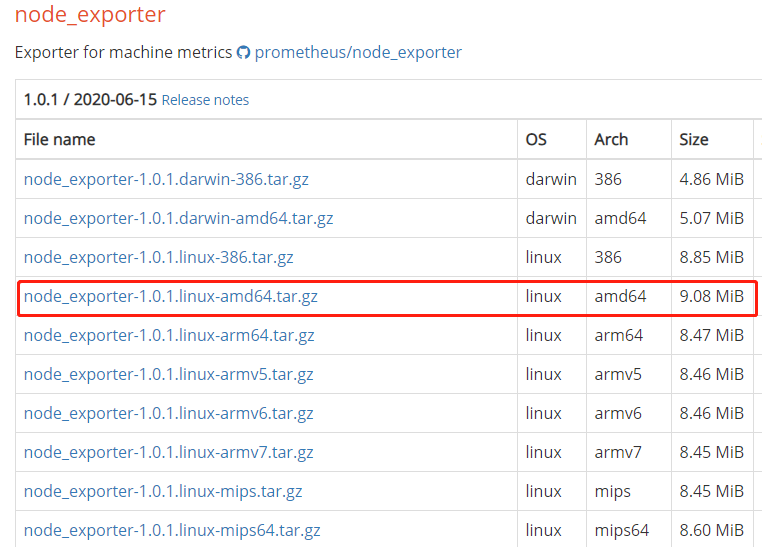 node_exporter
Exporter for machine metrics prometheus/node_exporter
1.0.1 / 2020-06-15 Release notes
File name OS Arch Size
node_exporter-1.0.1.darwin-386.tar.gz darwin 386 4.86 MiB
node_exporter-1.0.1.darwin-amd64.tar.gz darwin amd64 5.07 MiB
node_exporter-1.0.1.linux-386.tar.gz linux 386 8.85 MiB
node_exporter-1.0.1.linux-amd64.tar.gz linux amd64 9.08 MiB
node_exporter-1.0.1.linux-arm64.tar.gz linux arm64 8.47 MiB
node_exporter-1.0.1.linux-armv5.tar.gz linux armv5 8.46 MiB
node_exporter-1.0.1.linux-armv6.tar.gz linux armv6 8.46 MiB
node_exporter-1.0.1.linux-armv7.tar.gz linux armv7 8.45 MiB
node_exporter-1.0.1.linux-mips.tar.gz linux mips 8.45 MiB
node_exporter-1.0.1.linux-mips64.tar.gz linux mips64 8.60 MiB